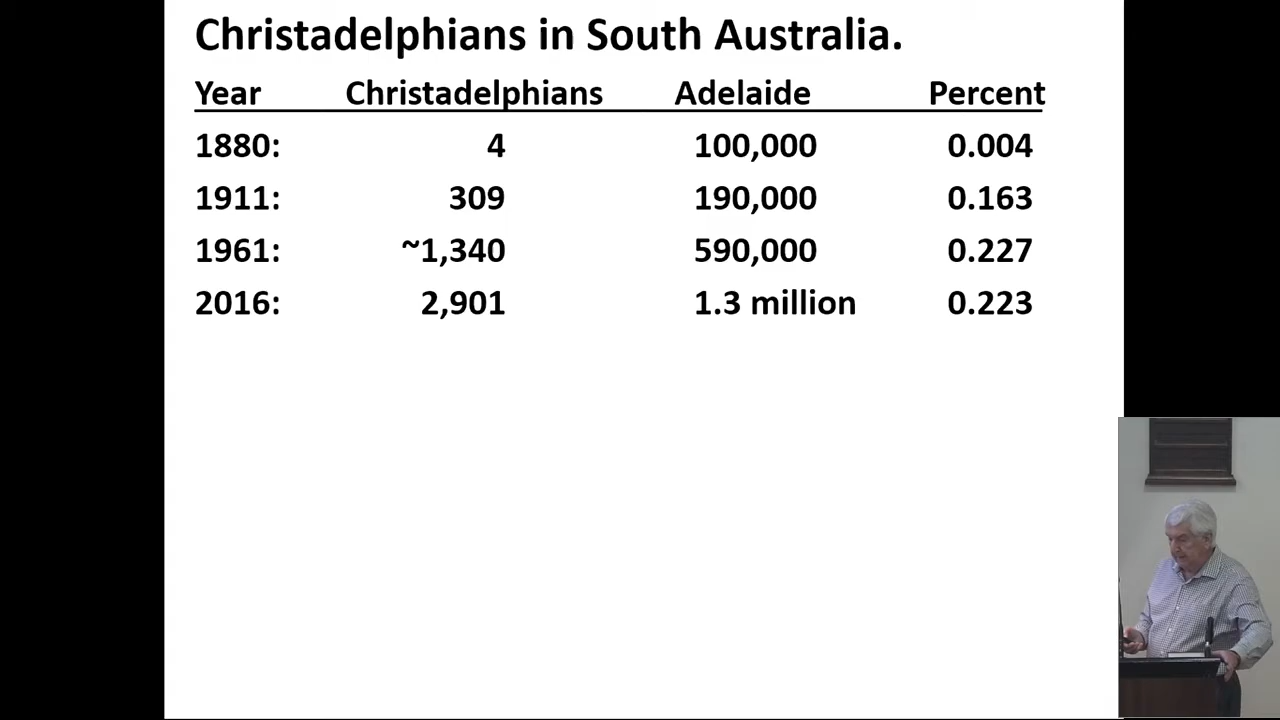 Christadelphians in South Australia.
Year Christadelphians Adelaide Percent
1880: 4 100,000 0.004
1911: 309 190,000 0.163
1961: ~1,340 590,000 0.227
2016: 2,901 1.3 million 0.223